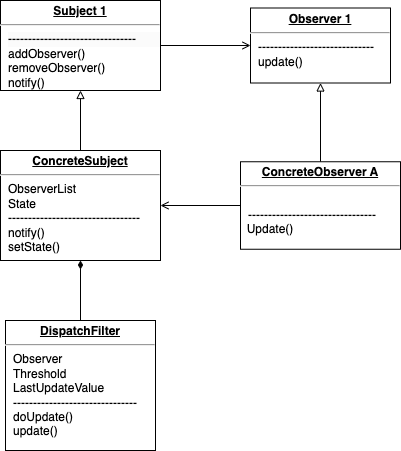 Subject 1
--------------------------------
addObserver()
removeObserver()
notify()
Observer 1
-----------------------------
update()
ConcreteSubject
ObserverList
State
---------------------------------
notify()
setState()
ConcreteObserver A
--------------------------------
Update()
DispatchFilter
Observer
Threshold
LastUpdateValue
-------------------------------
doUpdate()
update()